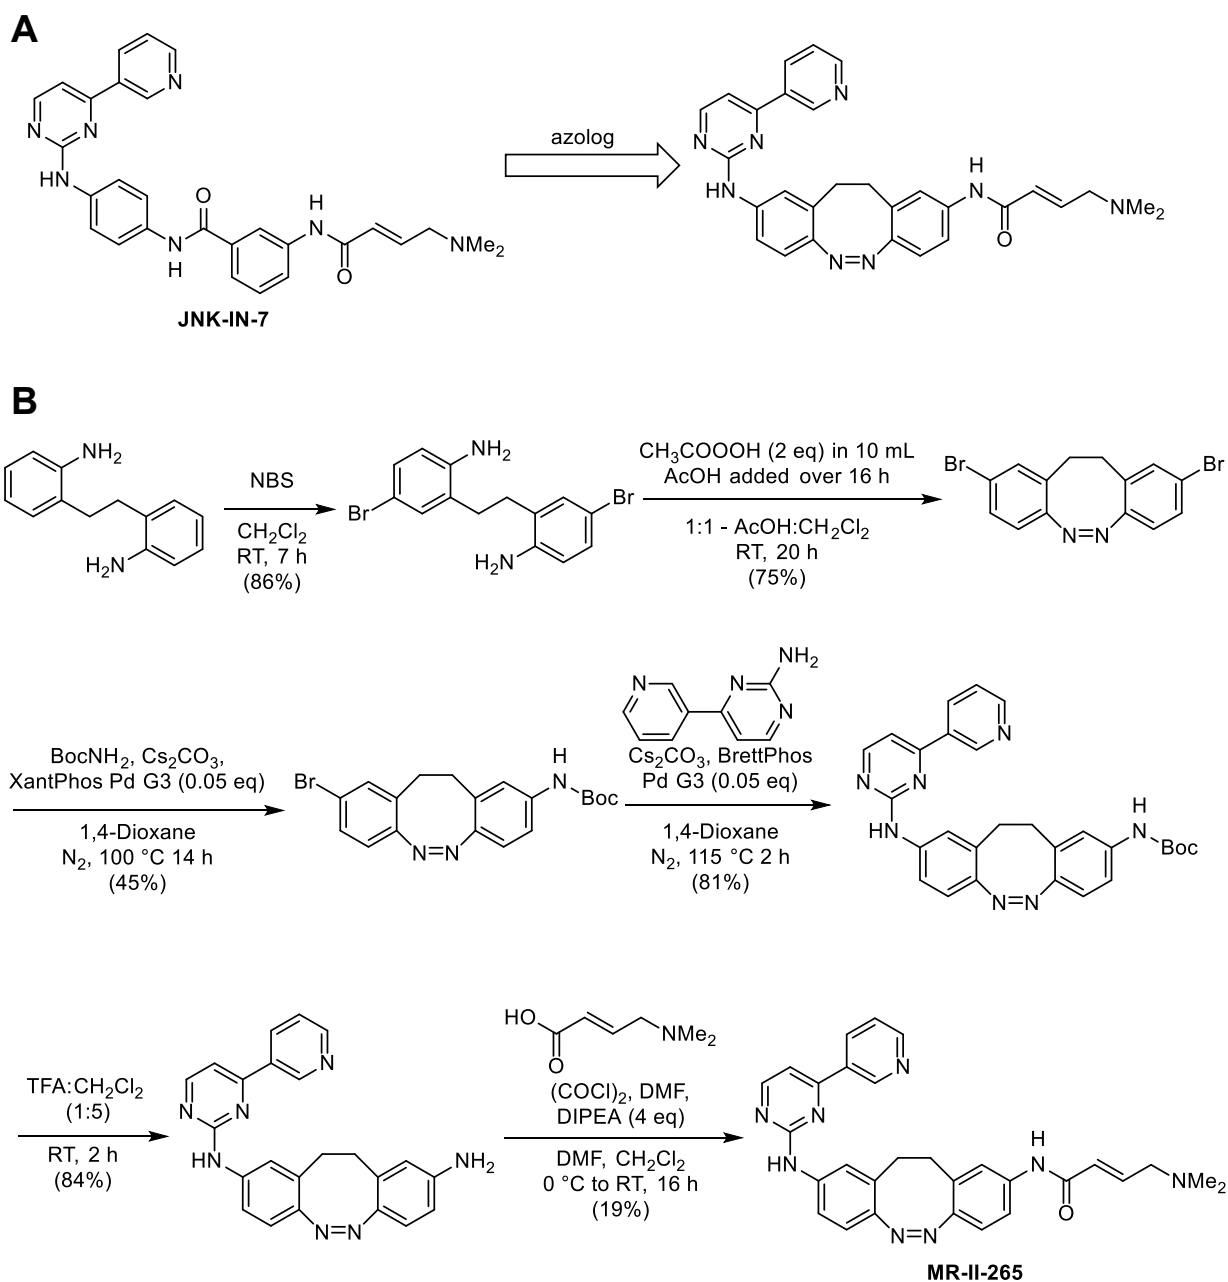 A
N
N
N
HN
O
N
H
H
N
O
NMe2
JNK-IN-7
azolog
N
N
N
HN
N=N
H
N
O
NMe2
B
NH2
H2N
NBS
CH2Cl2
RT, 7 h
(86%)
NH2
Br
Br
H2N
CH3COOOH (2 eq) in 10 mL
AcOH added over 16 h
1:1 - AcOH:CH2Cl2
RT, 20 h
(75%)
Br
Br
N=N
BocNH2, Cs2CO3,
XantPhos Pd G3 (0.05 eq)
1,4-Dioxane
N2, 100 °C 14 h
(45%)
Br
H
N
Boc
N=N
NH2
N
N
N
Cs2CO3, BrettPhos
Pd G3 (0.05 eq)
1,4-Dioxane
N2, 115 °C 2 h
(81%)
N
N
N
HN
H
N
Boc
N=N
TFA:CH2Cl2
(1:5)
RT, 2 h
(84%)
N
N
N
HN
NH2
N=N
HO
O
NMe2
(COCl)2, DMF,
DIPEA (4 eq)
DMF, CH2Cl2
0 °C to RT, 16 h
(19%)
N
N
N
HN
H
N
O
NMe2
N=N
MR-II-265